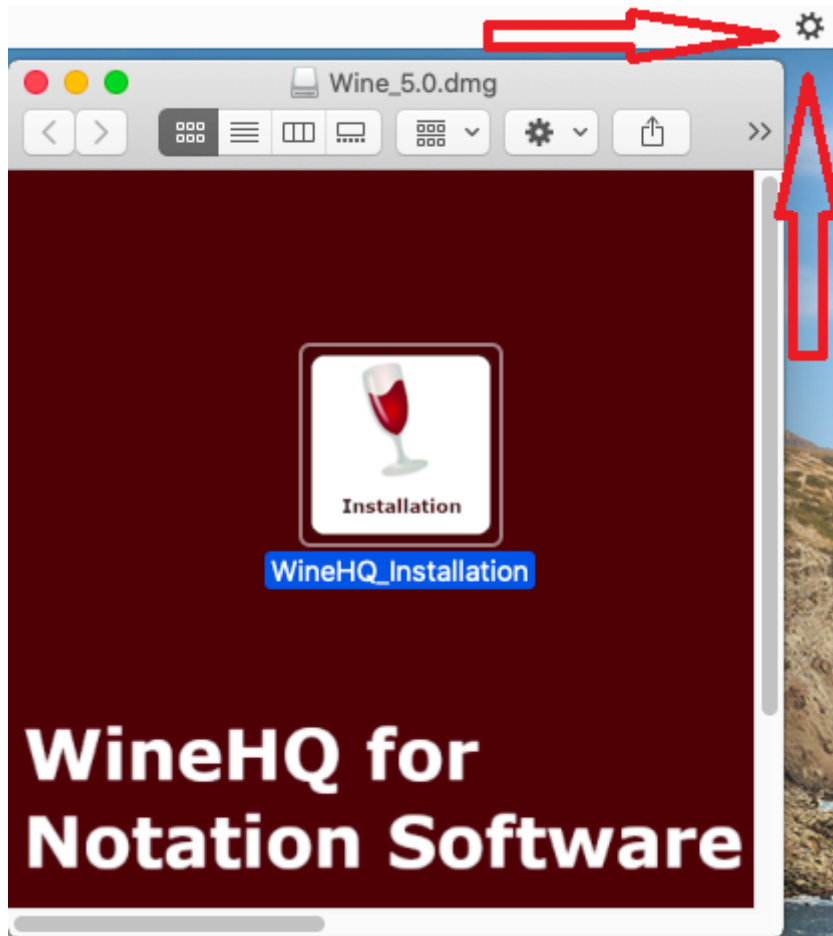 Wine_5.0.dmg
Installation
WineHQ_Installation
WineHQ for
Notation Software